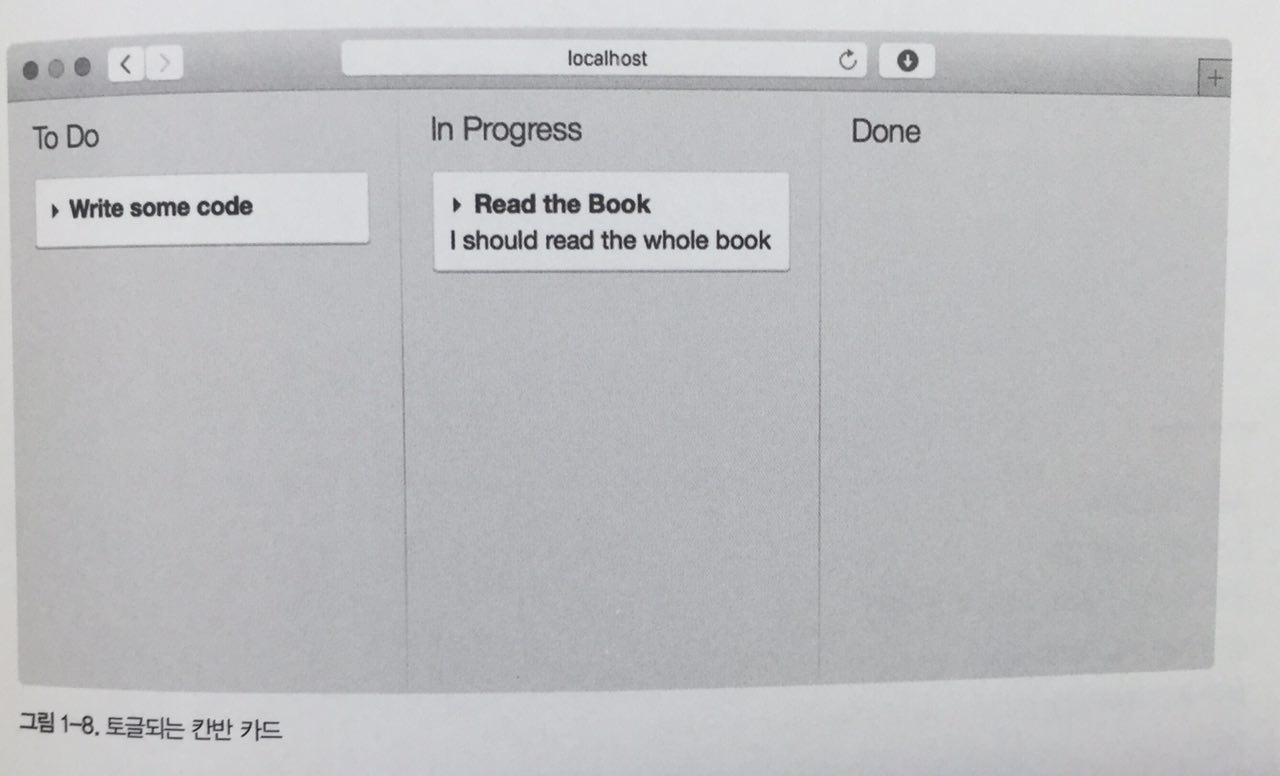 localhost
To Do
Write some code
In Progress
Read the Book
I should read the whole book
Done
그림 1-8. 토글되는 칸반 카드